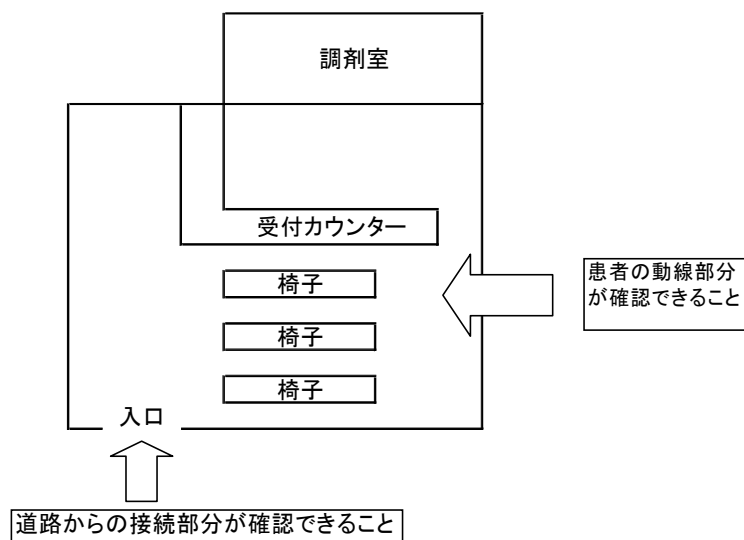 調剤室
受付カウンター
椅子
患者の動線部分
が確認できること
椅子
椅子
入口
道路からの接続部分が確認できること